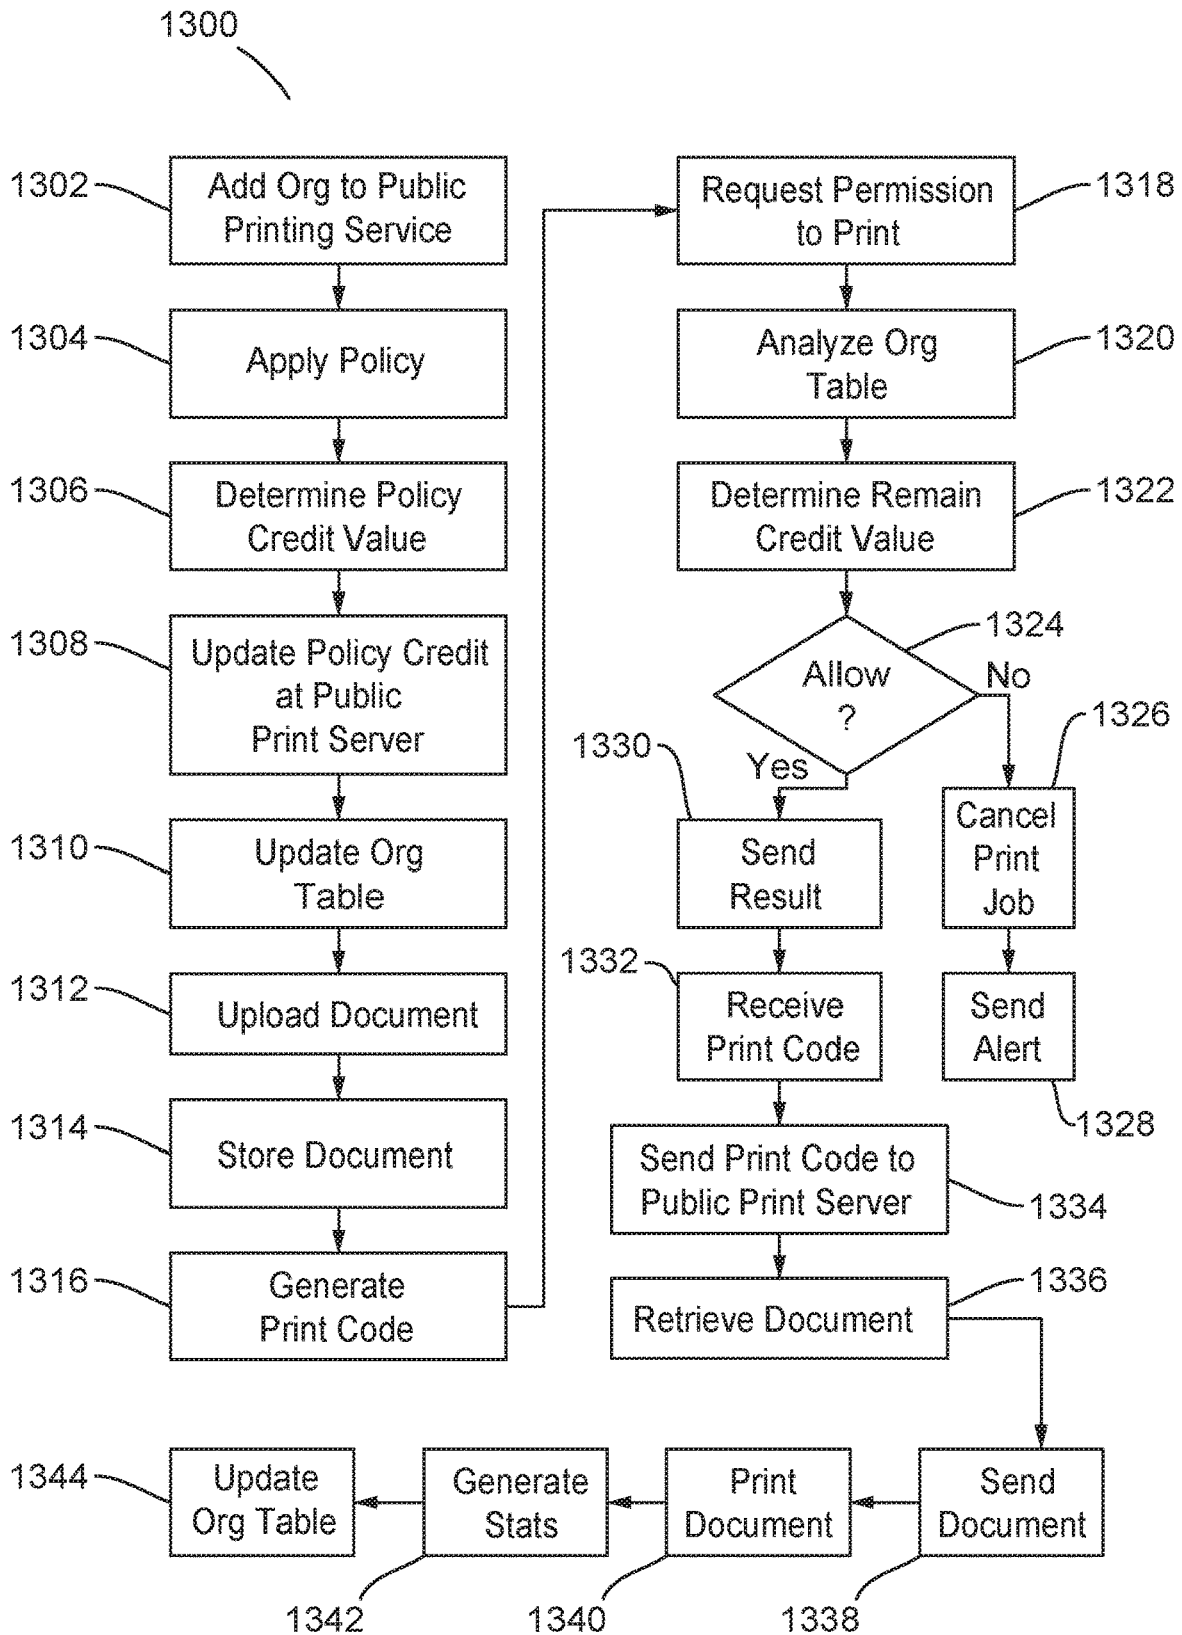 1300
1302
Add Org to Public
Printing Service
1304
Apply Policy
1306
Determine Policy
Credit Value
1308
Update Policy Credit
at Public
Print Server
1310
Update Org
Table
1312
Upload Document
1314
Store Document
1316
Generate
Print Code
Request Permission
to Print
1318
Analyze Org
Table
1320
Determine Remain
Credit Value
1322
Allow
?
1324
No
Yes
1326
Cancel
Print
Job
Send
Alert
1328
1330
Send
Result
1332
Receive
Print Code
Send Print Code to
Public Print Server
1334
Retrieve Document
1336
Send
Document
1338
Print
Document
1340
Generate
Stats
1342
Update
Org Table
1344